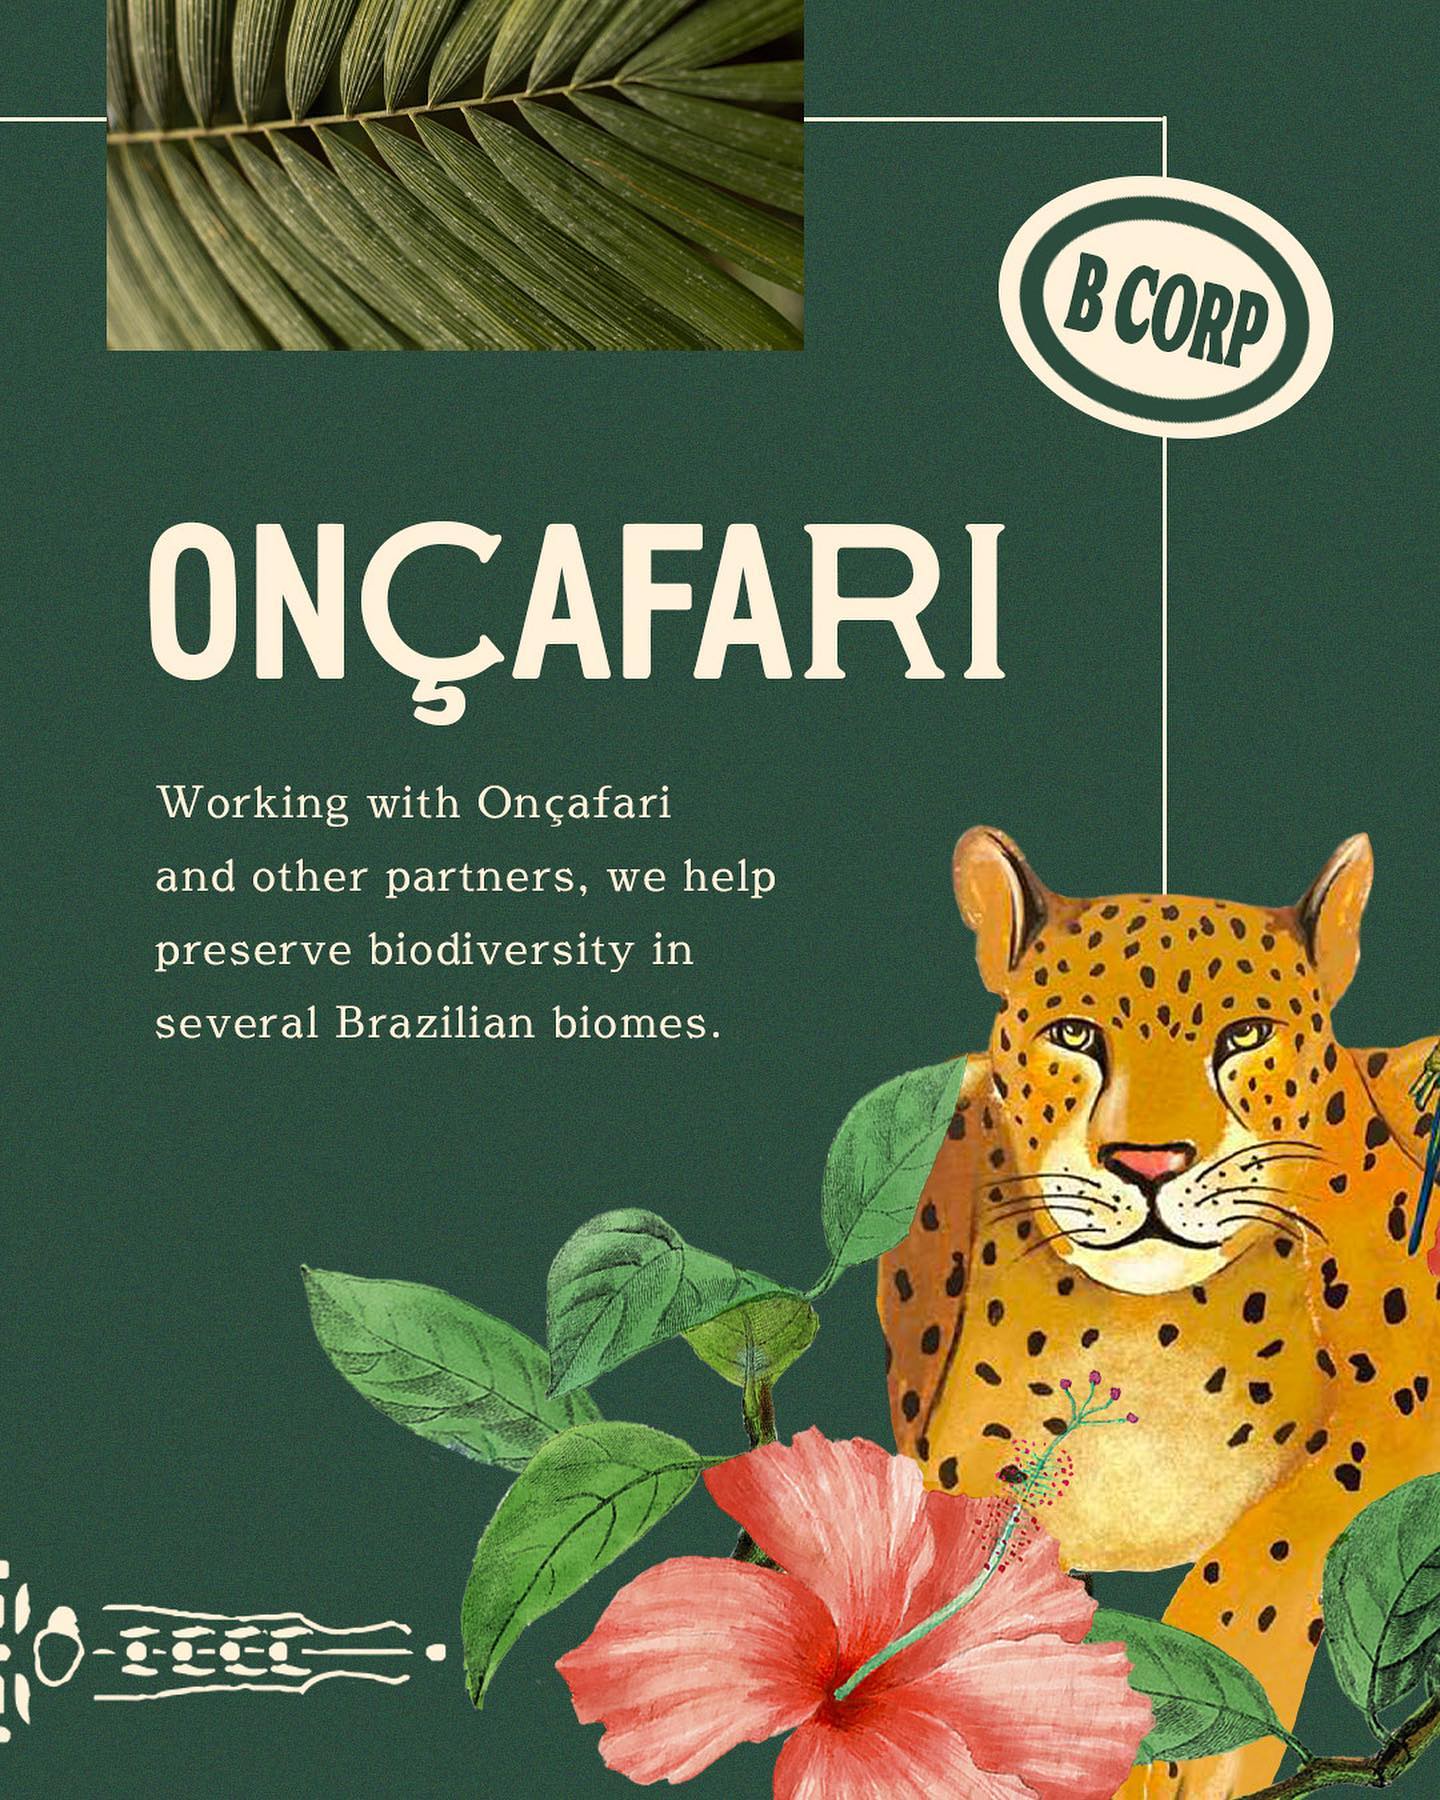 B CORP
ONÇAFARI
Working with Onçafari
and other partners, we help
preserve biodiversity in
several Brazilian biomes.